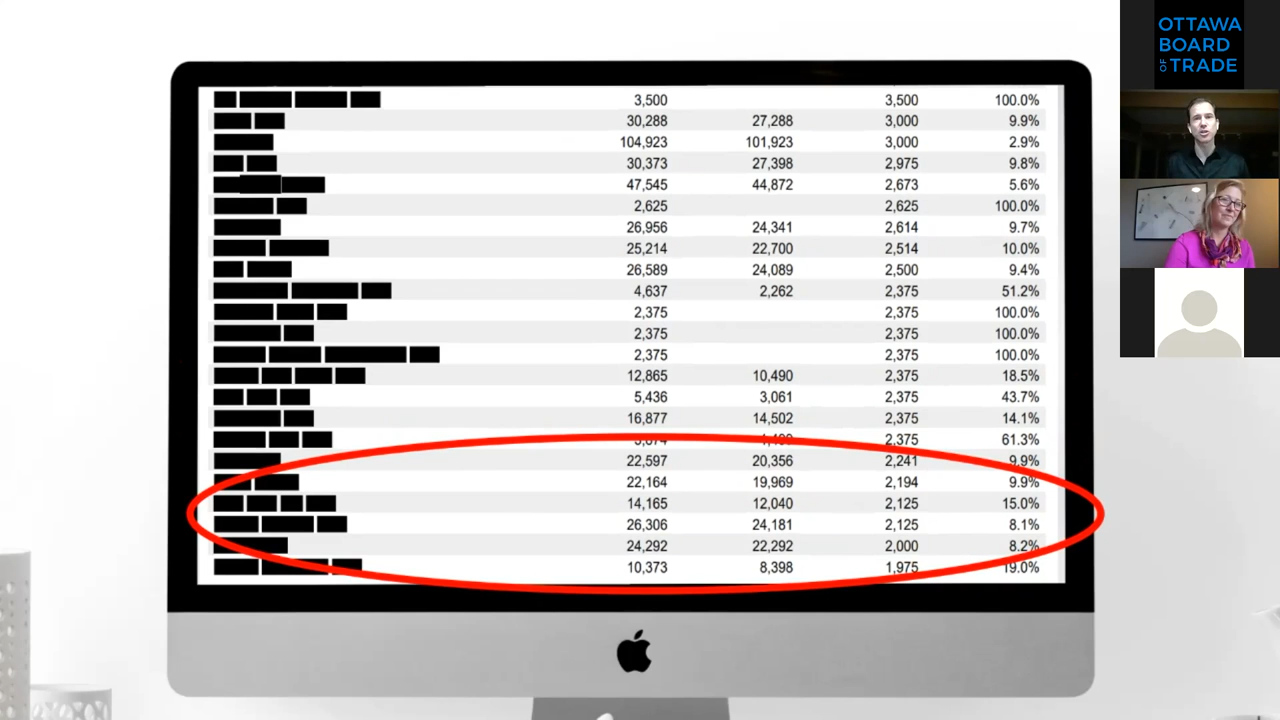 3,500 3,500 100.0%
30,288 27,288 3,000 9.9%
104,923 101,923 3,000 2.9%
30,373 27,398 2,975 9.8%
47,545 44,872 2,673 5.6%
2,625 2,625 100.0%
26,956 24,341 2,614 9.7%
25,214 22,700 2,514 10.0%
26,589 24,089 2,500 9.4%
4,637 2,262 2,375 51.2%
2,375 2,375 100.0%
2,375 2,375 100.0%
2,375 2,375 100.0%
12,865 10,490 2,375 18.5%
5,436 3,061 2,375 43.7%
16,877 14,502 2,375 14.1%
2,375 61.3%
22,597 20,356 2,241 9.9%
22,164 19,969 2,194 9.9%
14,165 12,040 2,125 15.0%
26,306 24,181 2,125 8.1%
24,292 22,292 2,000 8.2%
10,373 8,398 1,975 19.0%
OTTAWA
BOARD
OF TRADE